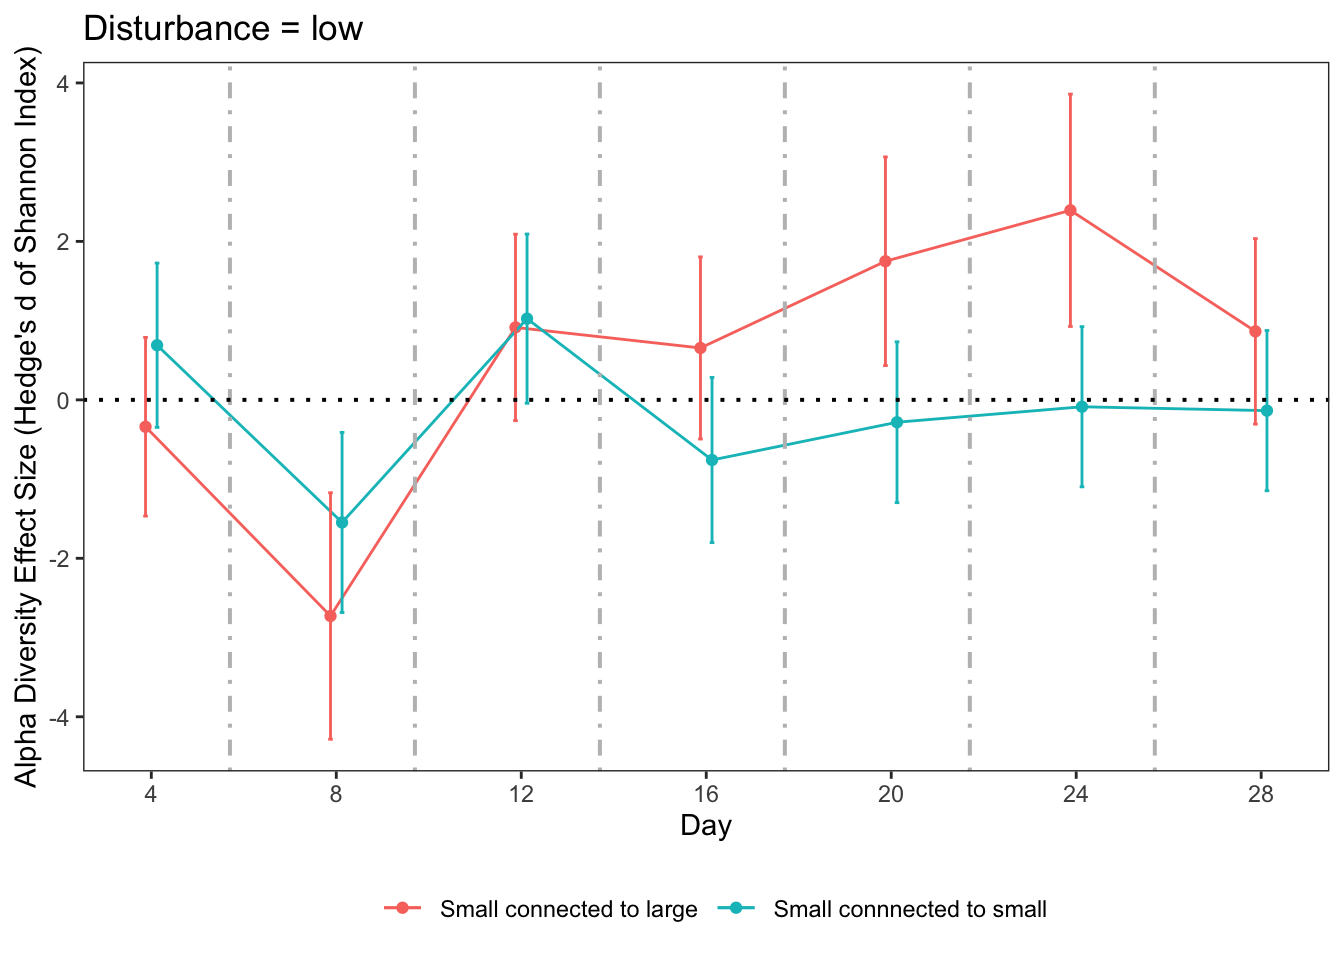 Disturbance = low
Alpha Diversity Effect Size (Hedge's d of Shannon Index)
4
2
0
-2
-4
4 8 12 16 20 24 28
Day
Small connected to large Small connnected to small